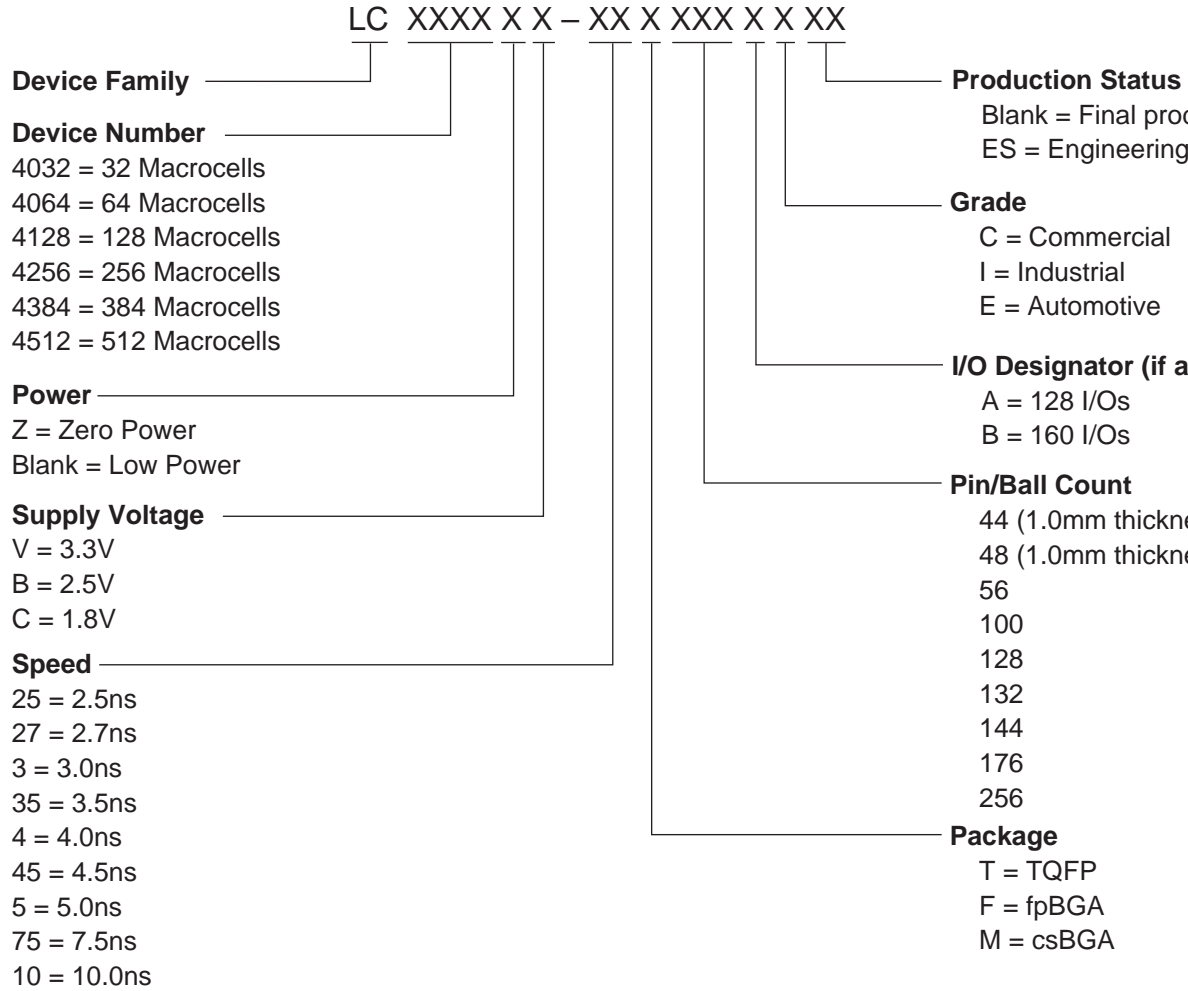 LC XXXX X X – XX X XXX X X XX
Device Family
Device Number
4032 = 32 Macrocells
4064 = 64 Macrocells
4128 = 128 Macrocells
4256 = 256 Macrocells
4384 = 384 Macrocells
4512 = 512 Macrocells
Power
Z = Zero Power
Blank = Low Power
Supply Voltage
V = 3.3V
B = 2.5V
C = 1.8V
Speed
25 = 2.5ns
27 = 2.7ns
3 = 3.0ns
35 = 3.5ns
4 = 4.0ns
45 = 4.5ns
5 = 5.0ns
75 = 7.5ns
10 = 10.0ns
Production Status
Blank = Final
ES = Engineering
Grade
C = Commercial
I = Industrial
E = Automotive
I/O Designator (if
A = 128 I/Os
B = 160 I/Os
Pin/Ball Count
44 (1.0mm
48 (1.0mm
56
100
128
132
144
176
256
Package
T = TQFP
F = fpBGA
M = csBGA